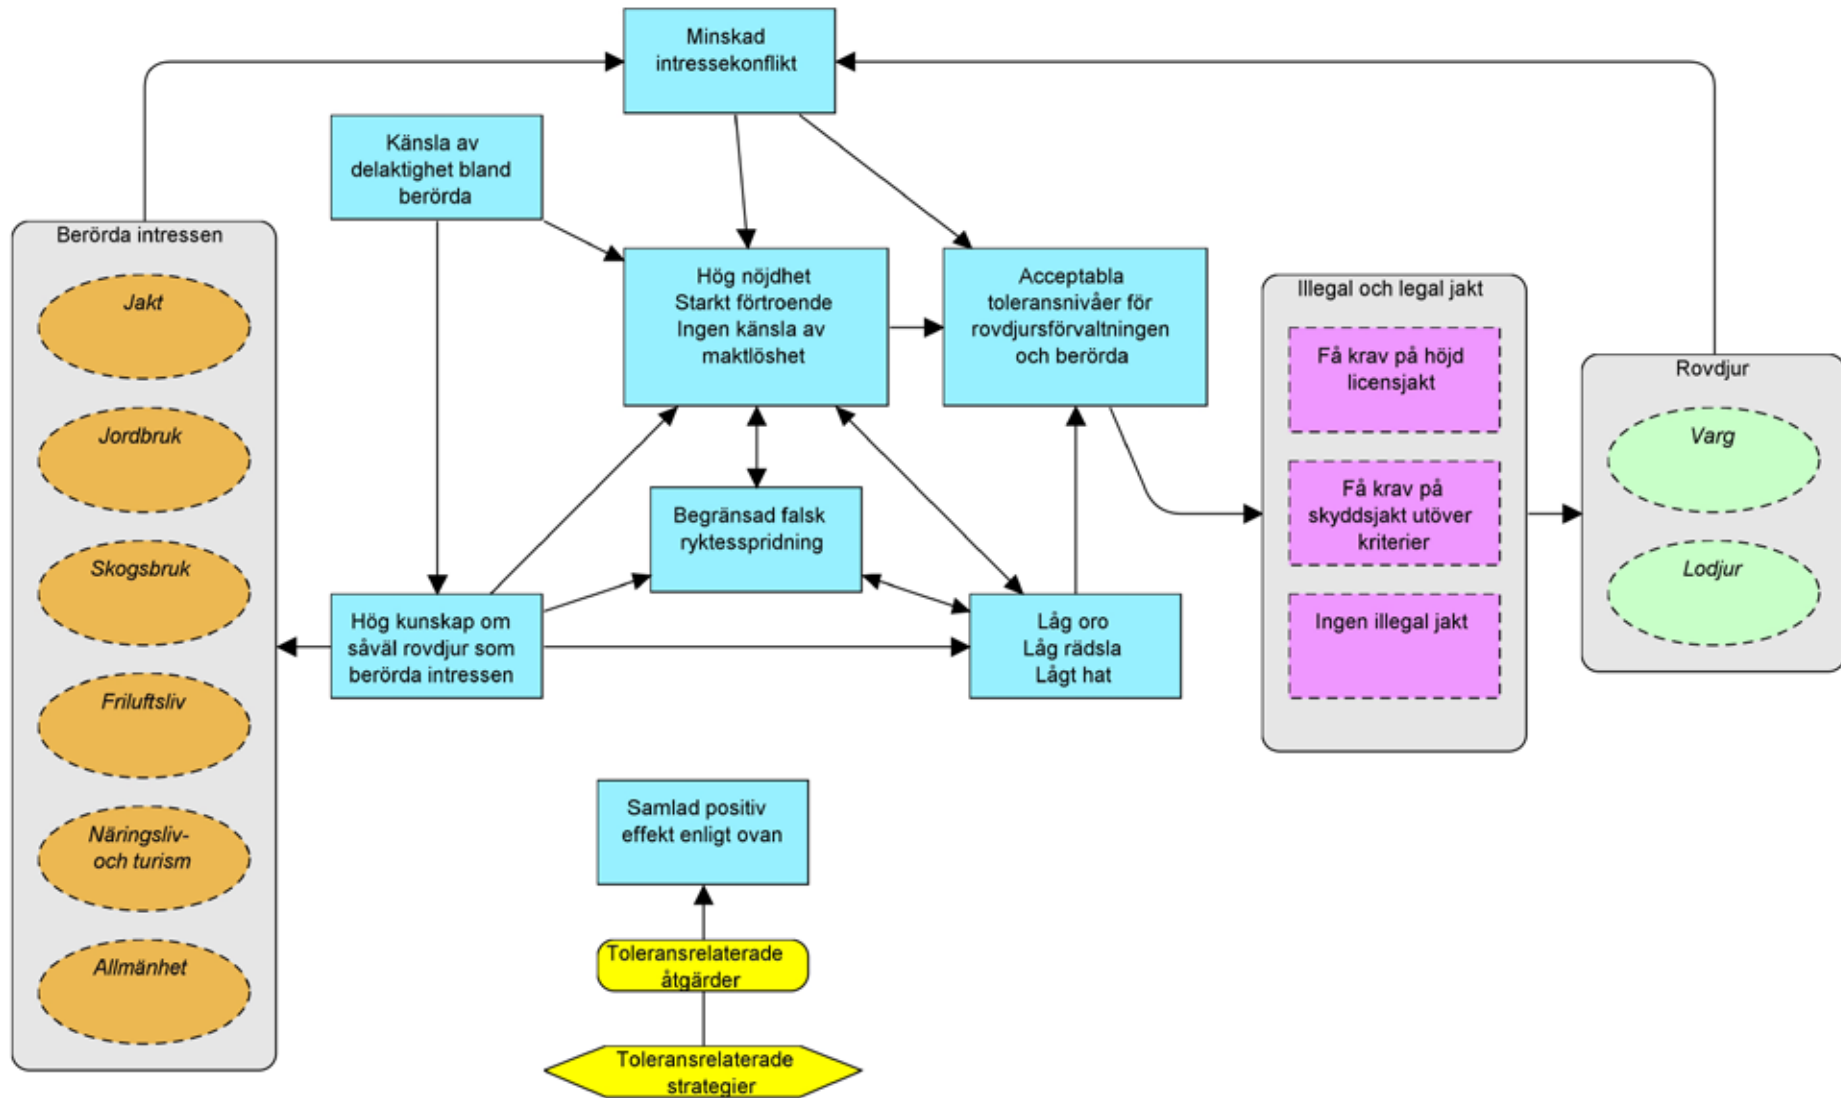 Minskad
intressekonflikt
Känsla av
delaktighet bland
berörda
Berörda intressen
Jakt
Jordbruk
Skogsbruk
Friluftsliv
Näringsliv-
och turism
Allmänhet
Hög nöjdhet
Starkt förtroende
Ingen känsla av
maktlöshet
Acceptabla
toleransnivåer för
rovdjursförvaltningen
och berörda
Illegal och legal jakt
Få krav på höjd
licensjakt
Få krav på
skyddsjakt utöver
kriterier
Ingen illegal jakt
Rovdjur
Varg
Lodjur
Begränsad falsk
ryktesspridning
Hög kunskap om
såväl rovdjur som
berörda intressen
Låg oro
Låg rädsla
Lågt hat
Samlad positiv
effekt enligt ovan
Toleransrelaterade
åtgärder
Toleransrelaterade
strategier